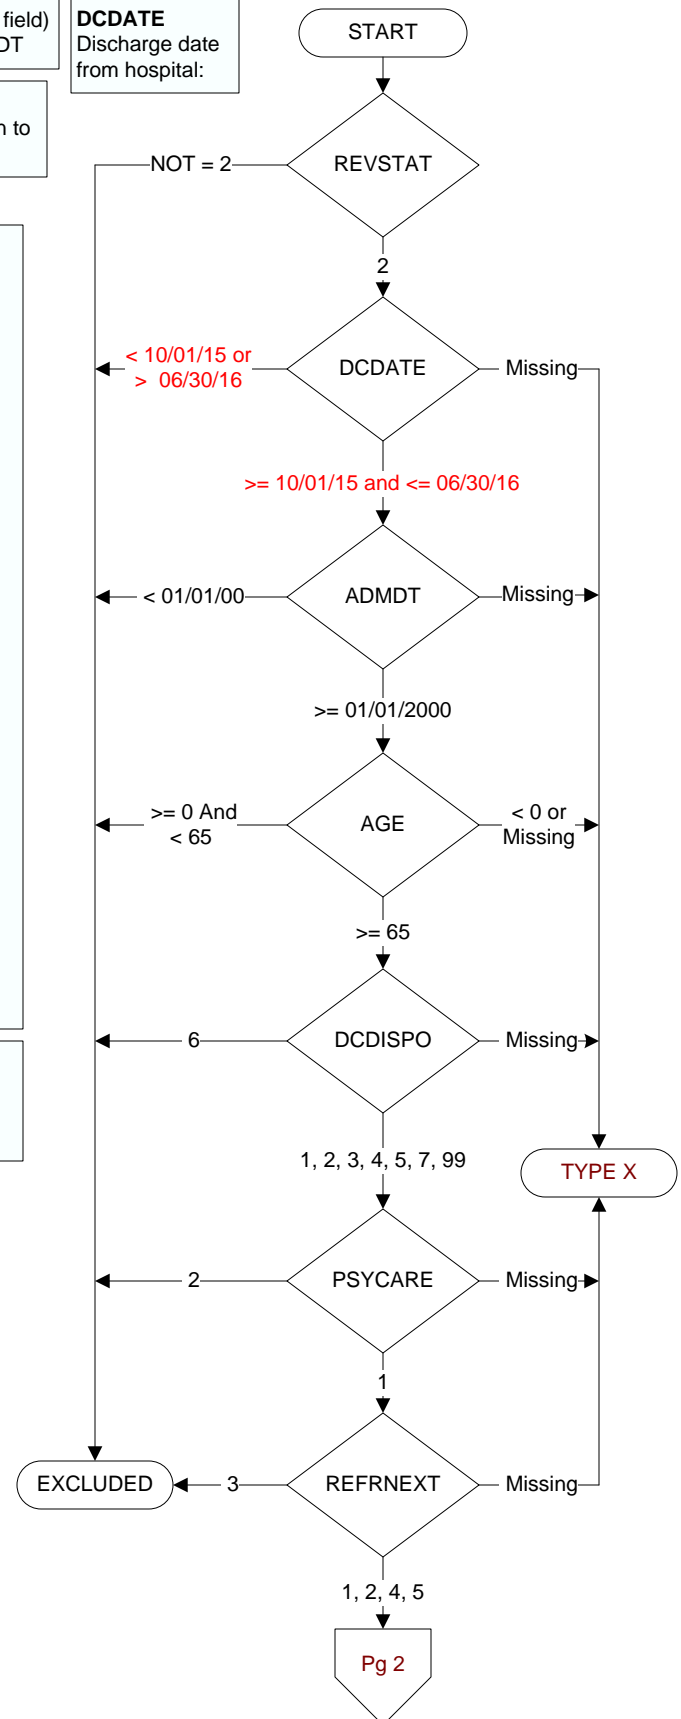 field)
DT
DCDATE
Discharge date
from hospital:
n to
START
REVSTAT
NOT = 2
2
DCDATE
< 10/01/15 or
> 06/30/16
Missing
>= 10/01/15 and <= 06/30/16
ADMDT
< 01/01/00
Missing
>= 01/01/2000
AGE
>= 0 And
< 65
< 0 or
Missing
>= 65
DCDISPO
6
Missing
1, 2, 3, 4, 5, 7, 99
TYPE X
PSYCARE
2
Missing
1
REFRNEXT
EXCLUDED
3
Missing
1, 2, 4, 5
Pg 2